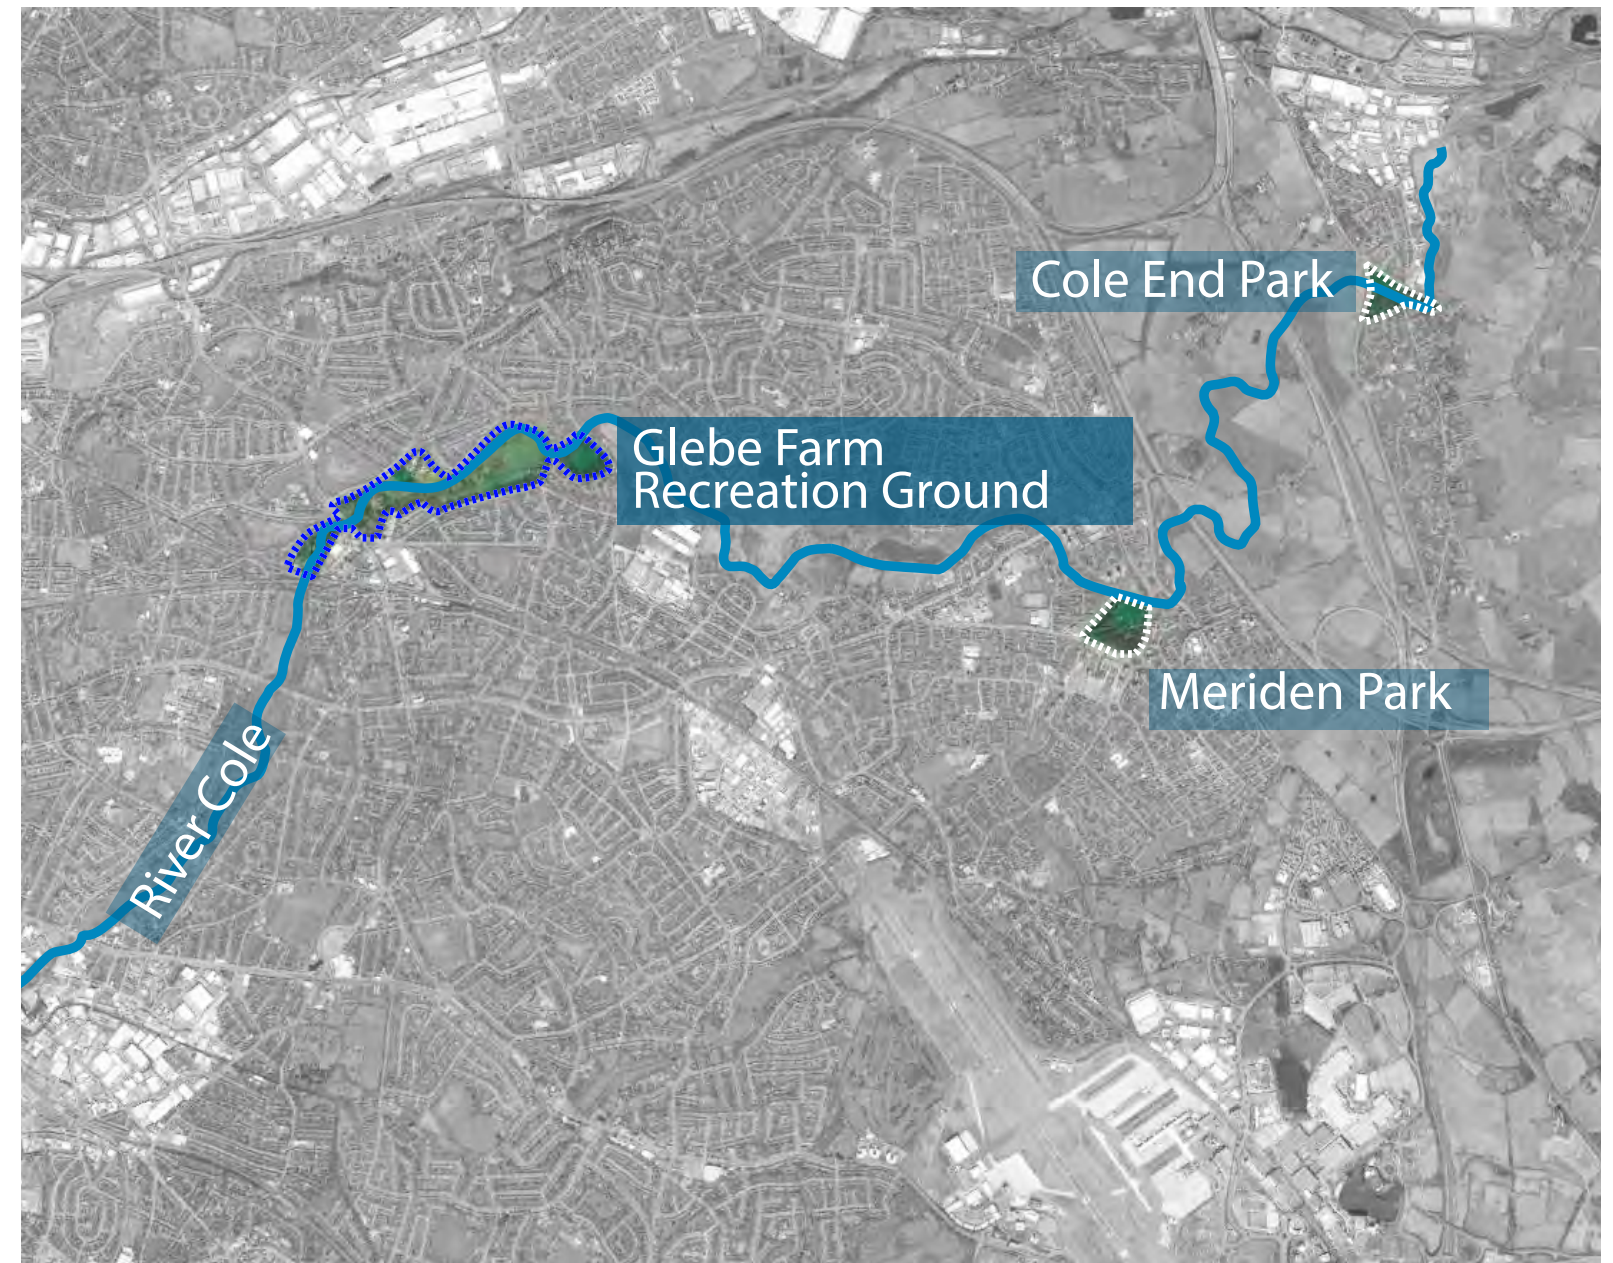 Cole End Park
Glebe Farm
Recreation Ground
Meriden Park
River Cole